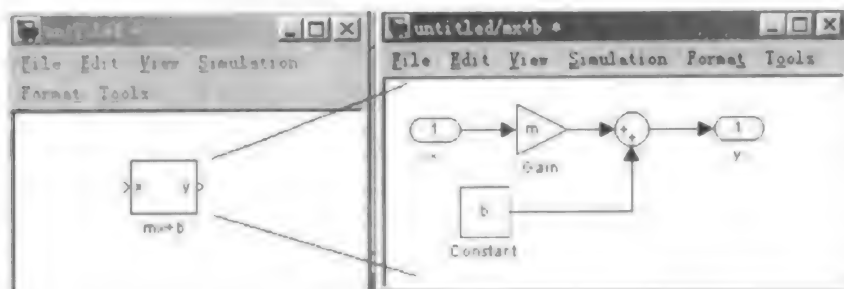 untitled *
File Edit View Simulation
Format Tools
x y
mx+b
untitled/mx+b *
File Edit View Simulation Format Tools
1
x
m
Gain
+
+
1
y
b
Constant